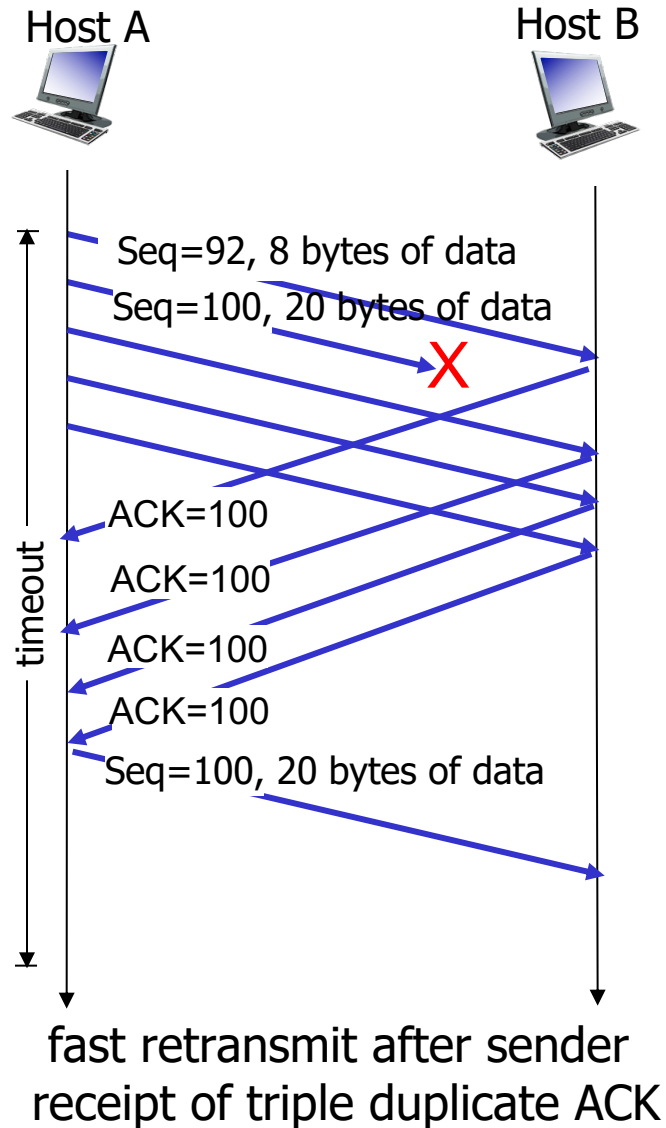 Host A
Host B
Seq=92, 8 bytes of data
Seq=100, 20 bytes of data
X
ACK=100
ACK=100
timeout
ACK=100
ACK=100
Seq=100, 20 bytes of data
fast retransmit after sender
receipt of triple duplicate ACK